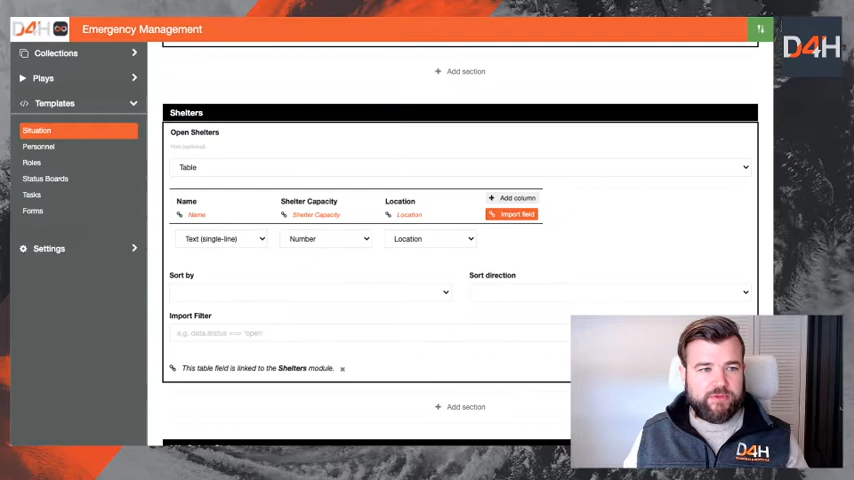 D4H
Emergency Management
D4H
Collections
Plays
Templates
Situation
Personnel
Roles
Status Boards
Tasks
Forms
Settings
+ Add section
Shelters
Open Shelters
Hint (optional)
Table
Name
Shelter Capacity
Location
+ Add column
Name
Shelter Capacity
Location
Import field
Text (single-line)
Number
Location
Sort by
Sort direction
Import Filter
e.g. data.status === 'open'
This table field is linked to the Shelters module. ×
+ Add section
D4H